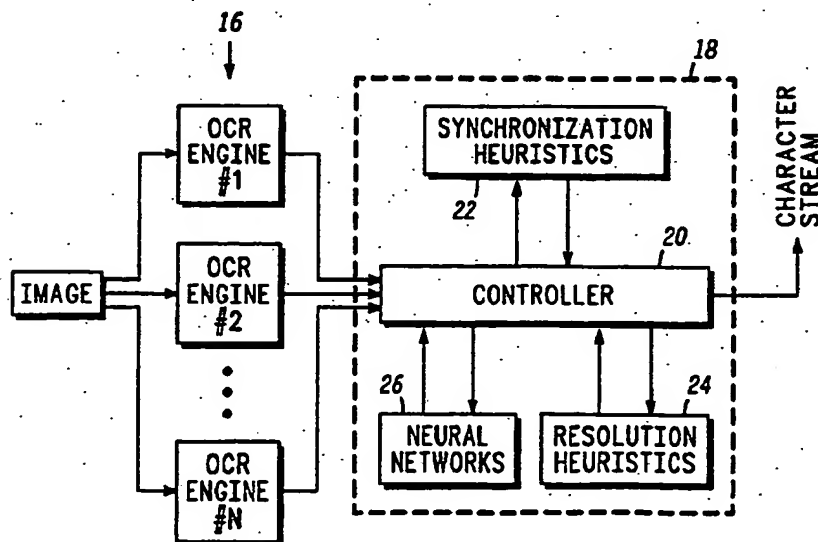 16
18
OCR
ENGINE
#1
SYNCHRONIZATION
HEURISTICS
22
CHARACTER
STREAM
20
IMAGE
OCR
ENGINE
#2
CONTROLLER
26
NEURAL
NETWORKS
24
RESOLUTION
HEURISTICS
OCR
ENGINE
#N